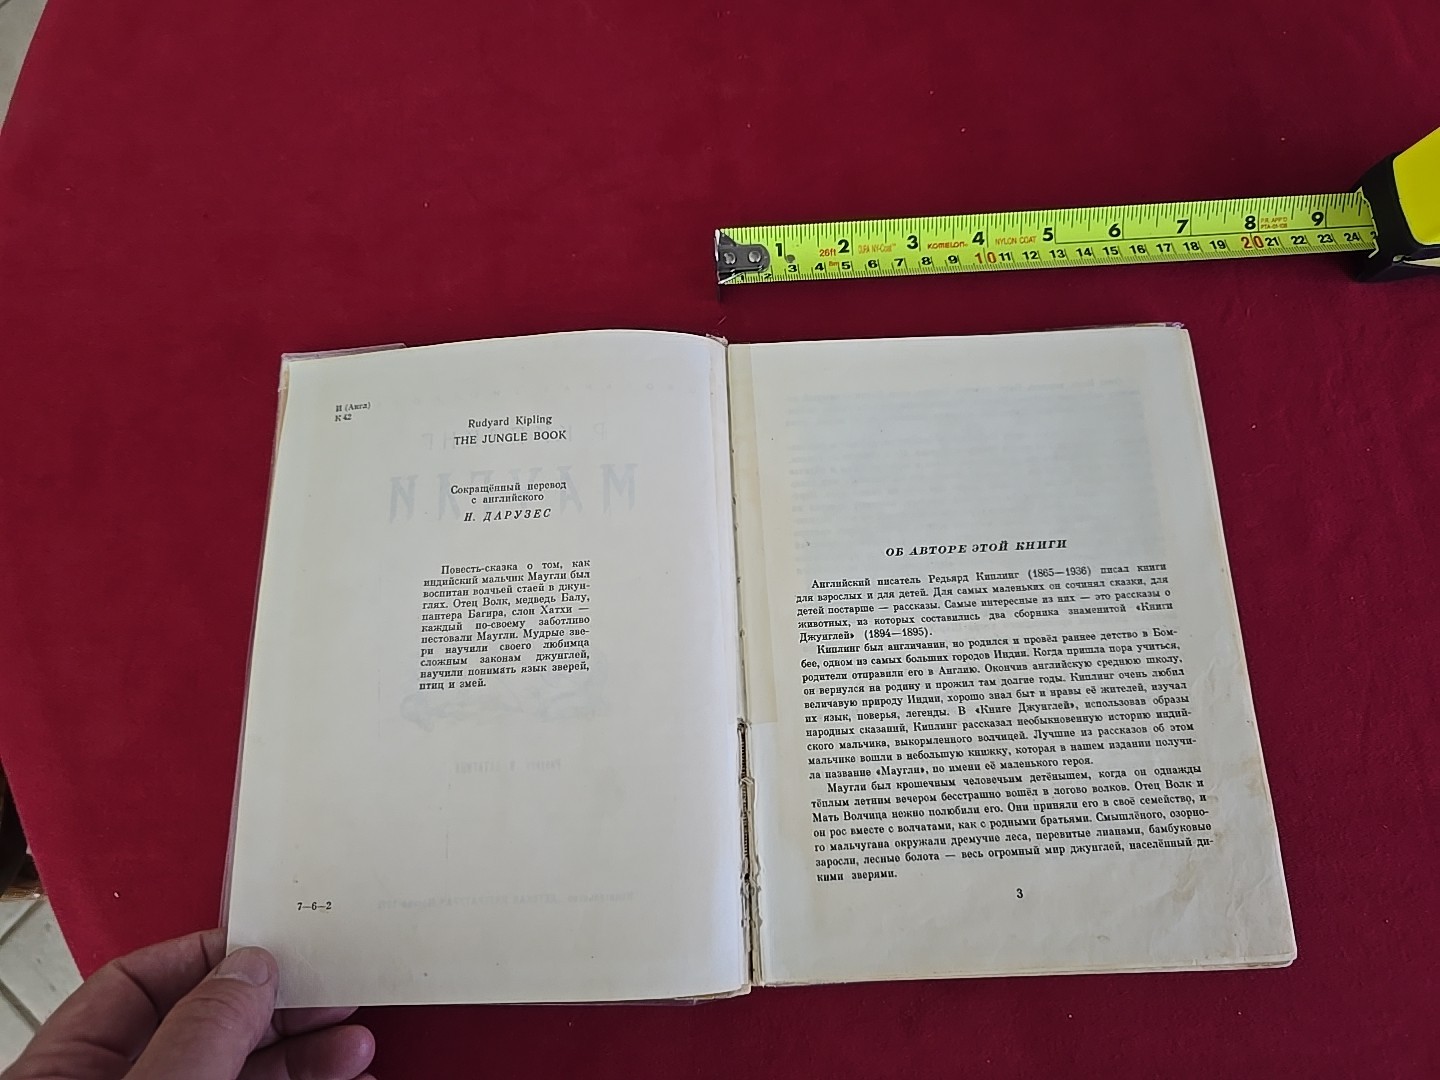 1 2 3 4 5 6 7 8 9
26ft KOMELON NYLON COAT P.R. APP'D
1 2 3 4 5 6 7 8 9 10 11 12 13 14 15 16 17 18 19 20 21 22 23 24
И (Англ)
К 42
Rudyard Kipling
THE JUNGLE BOOK
Сокращённый перевод
с английского
Н. ДАРУЗЕС
Повесть-сказка о том, как
индийский мальчик Маугли был
воспитан волчьей стаей в джун-
глях. Отец Волк, медведь Балу,
пантера Багира, слон Хатхи —
каждый по-своему заботливо
пестовали Маугли. Мудрые зве-
ри научили своего любимца
сложным законам джунглей,
научили понимать язык зверей,
птиц и змей.
7—6—2
ОБ АВТОРЕ ЭТОЙ КНИГИ
Английский писатель Редьярд Киплинг (1865—1936) писал книги
для взрослых и для детей. Для самых маленьких он сочинял сказки, для
детей постарше — рассказы. Самые интересные из них — это рассказы о
животных, из которых составились два сборника знаменитой «Книги
Джунглей» (1894—1895).
Киплинг был англичанин, но родился и провёл раннее детство в Бом-
бее, одном из самых больших городов Индии. Когда пришла пора учиться,
родители отправили его в Англию. Окончив английскую среднюю школу,
он вернулся на родину и прожил там долгие годы. Киплинг очень любил
величавую природу Индии, хорошо знал быт и нравы её жителей, изучал
их язык, поверья, легенды. В «Книге Джунглей», использовав образы
народных сказаний, Киплинг рассказал необыкновенную историю индий-
ского мальчика, выкормленного волчицей. Лучшие из рассказов об этом
мальчике вошли в небольшую книжку, которая в нашем издании получи-
ла название «Маугли», по имени её маленького героя.
Маугли был крошечным человечьим детёнышем, когда он однажды
тёплым летним вечером бесстрашно вошёл в логово волков. Отец Волк и
Мать Волчица нежно полюбили его. Они приняли его в своё семейство, и
он рос вместе с волчатами, как с родными братьями. Смышлёного, озорно-
го мальчугана окружали дремучие леса, перевитые лианами, бамбуковые
заросли, лесные болота — весь огромный мир джунглей, населённый ди-
кими зверями.
3